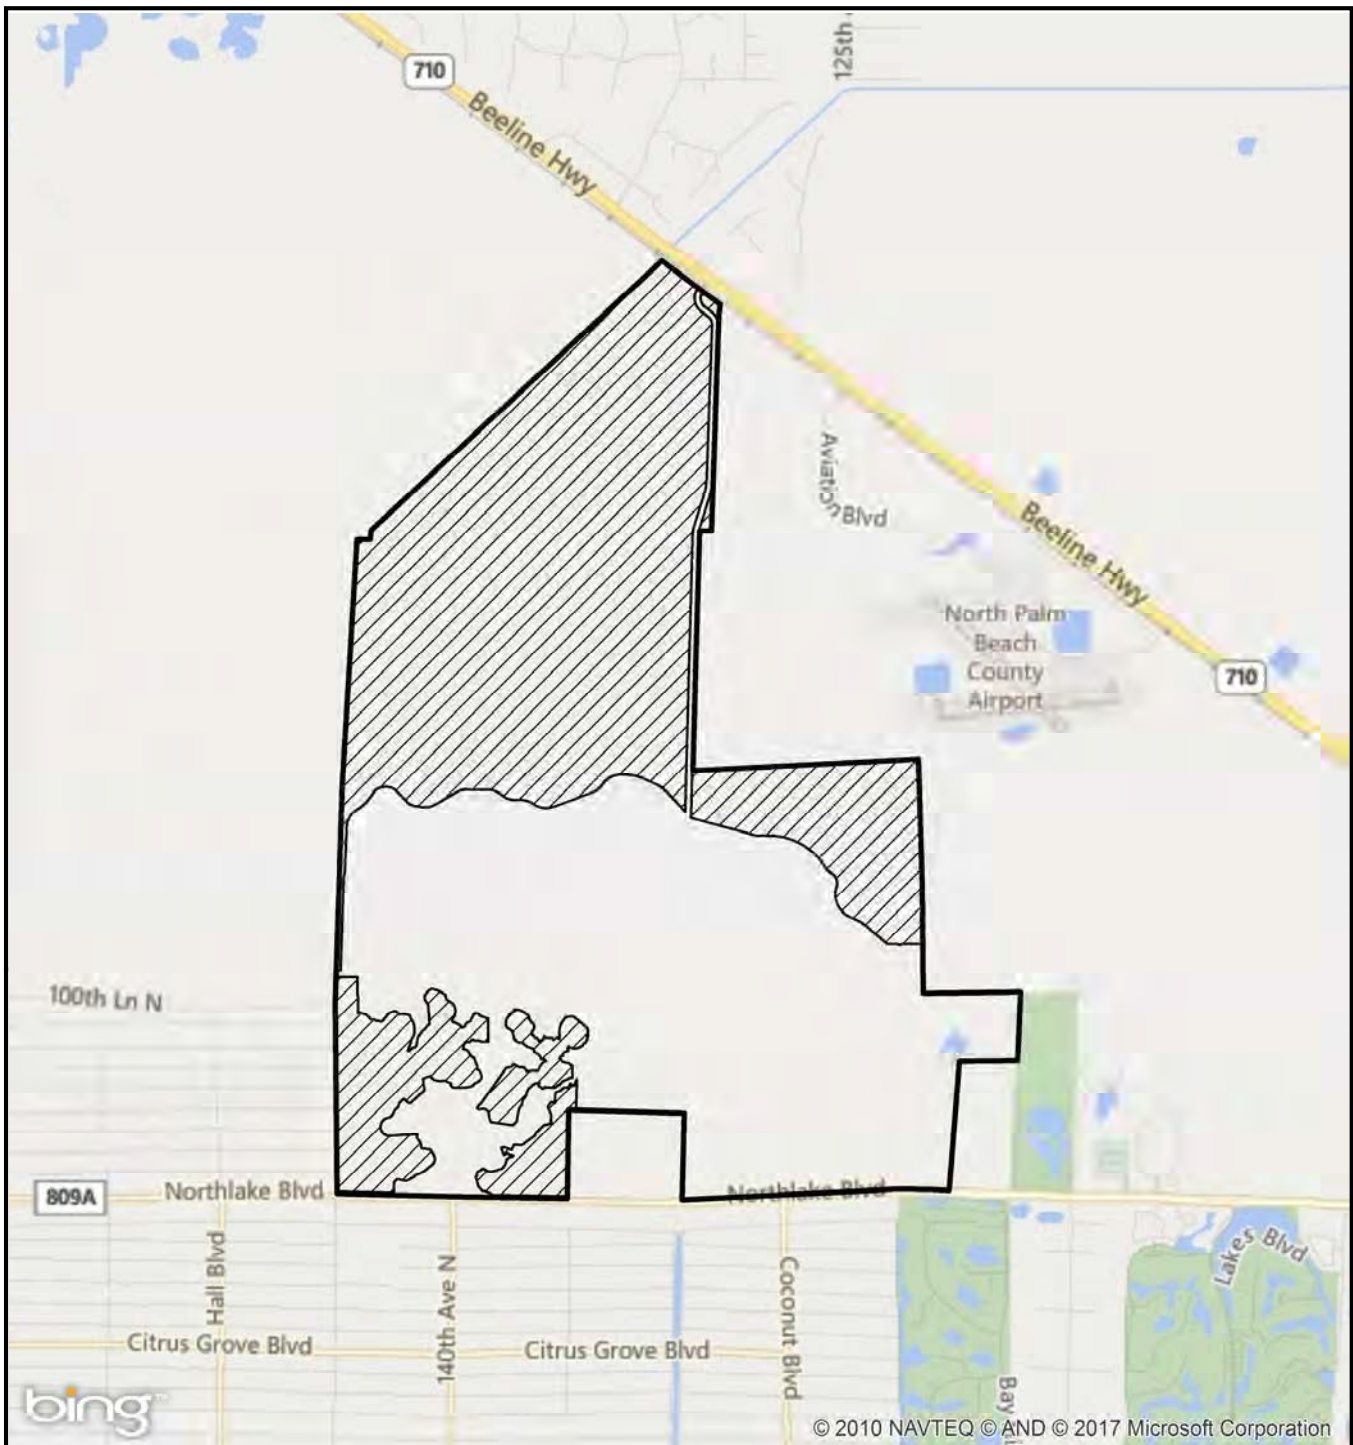 125th
710
Beeline Hwy
Aviation
Blvd
Beeline Hwy
North Palm
Beach
County
Airport
710
100th Ln N
809A
Northlake Blvd
Northlake Blvd
Hall Blvd
140th Ave N
Coconut Blvd
Lakes Blvd
Citrus Grove Blvd
Citrus Grove Blvd
Bay
bing™
© 2010 NAVTEQ © AND © 2017 Microsoft Corporation